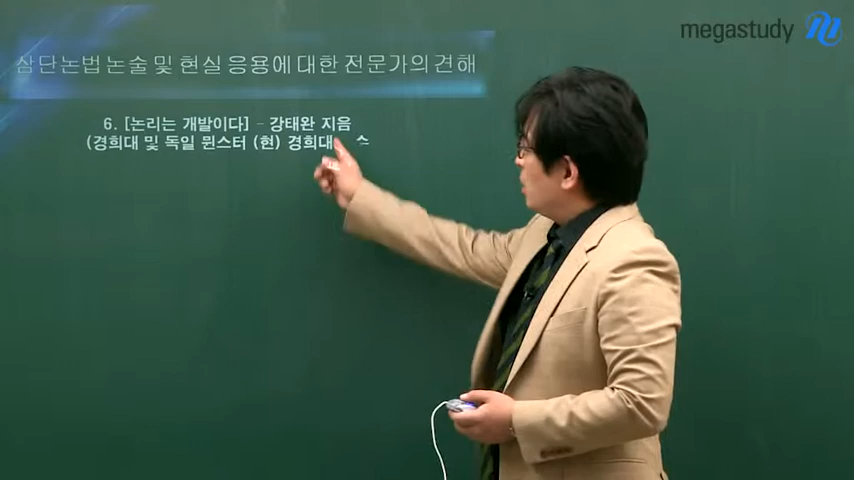 megastudy
삼단논법논술및 현실 응용에 대한 전문가의 견해
6. [논리는 개발이다] - 강태완 지음
(경희대 및 독일 뮌스터 (현) 경희대